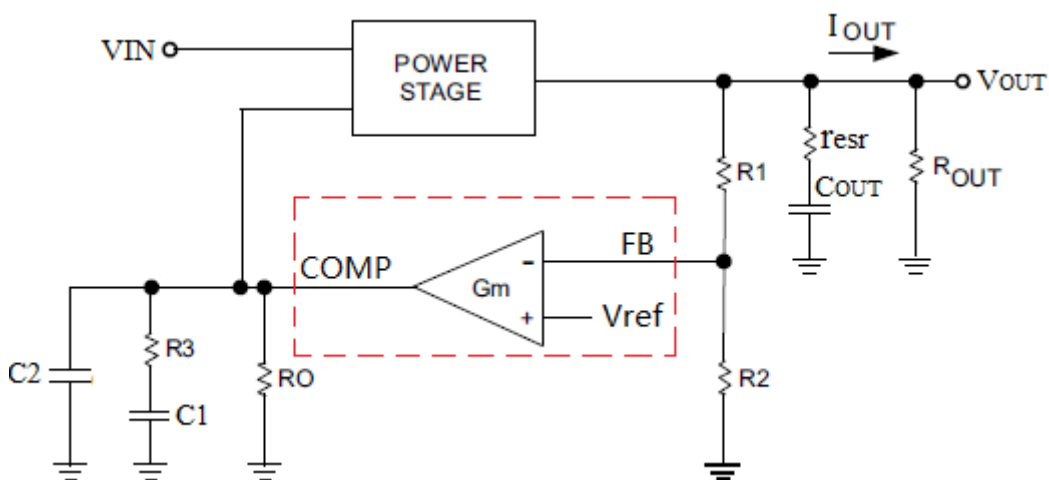 VIN
POWER
STAGE
IOUT
VOUT
resr
COUT
ROUT
R1
FB
COMP
Gm
-
+
Vref
R3
C1
C2
RO
R2